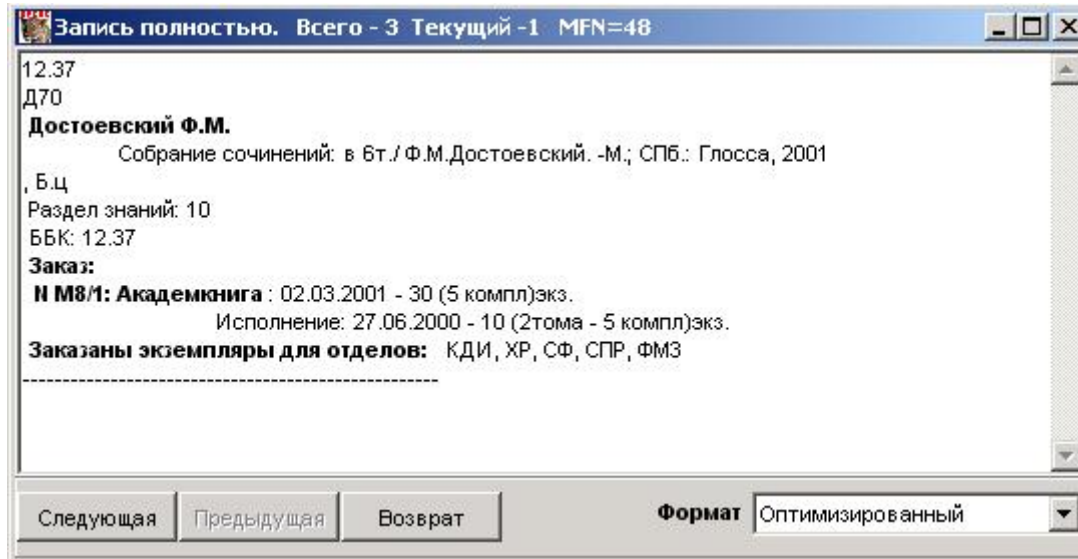 Запись полностью. Всего - 3 Текущий -1 MFN=48
12.37
Д70
Достоевский Ф.М.
Собрание сочинений: в 6т./ Ф.М.Достоевский. -М.; СПб.: Глосса, 2001
, Б.ц
Раздел знаний: 10
ББК: 12.37
Заказ:
N М8/1: Академкнига : 02.03.2001 - 30 (5 компл)экз.
Исполнение: 27.06.2000 - 10 (2тома - 5 компл)экз.
Заказаны экземпляры для отделов: КДИ, ХР, СФ, СПР, ФМЗ
----------------------------------------------------
Следующая Предыдущая Возврат Формат Оптимизированный